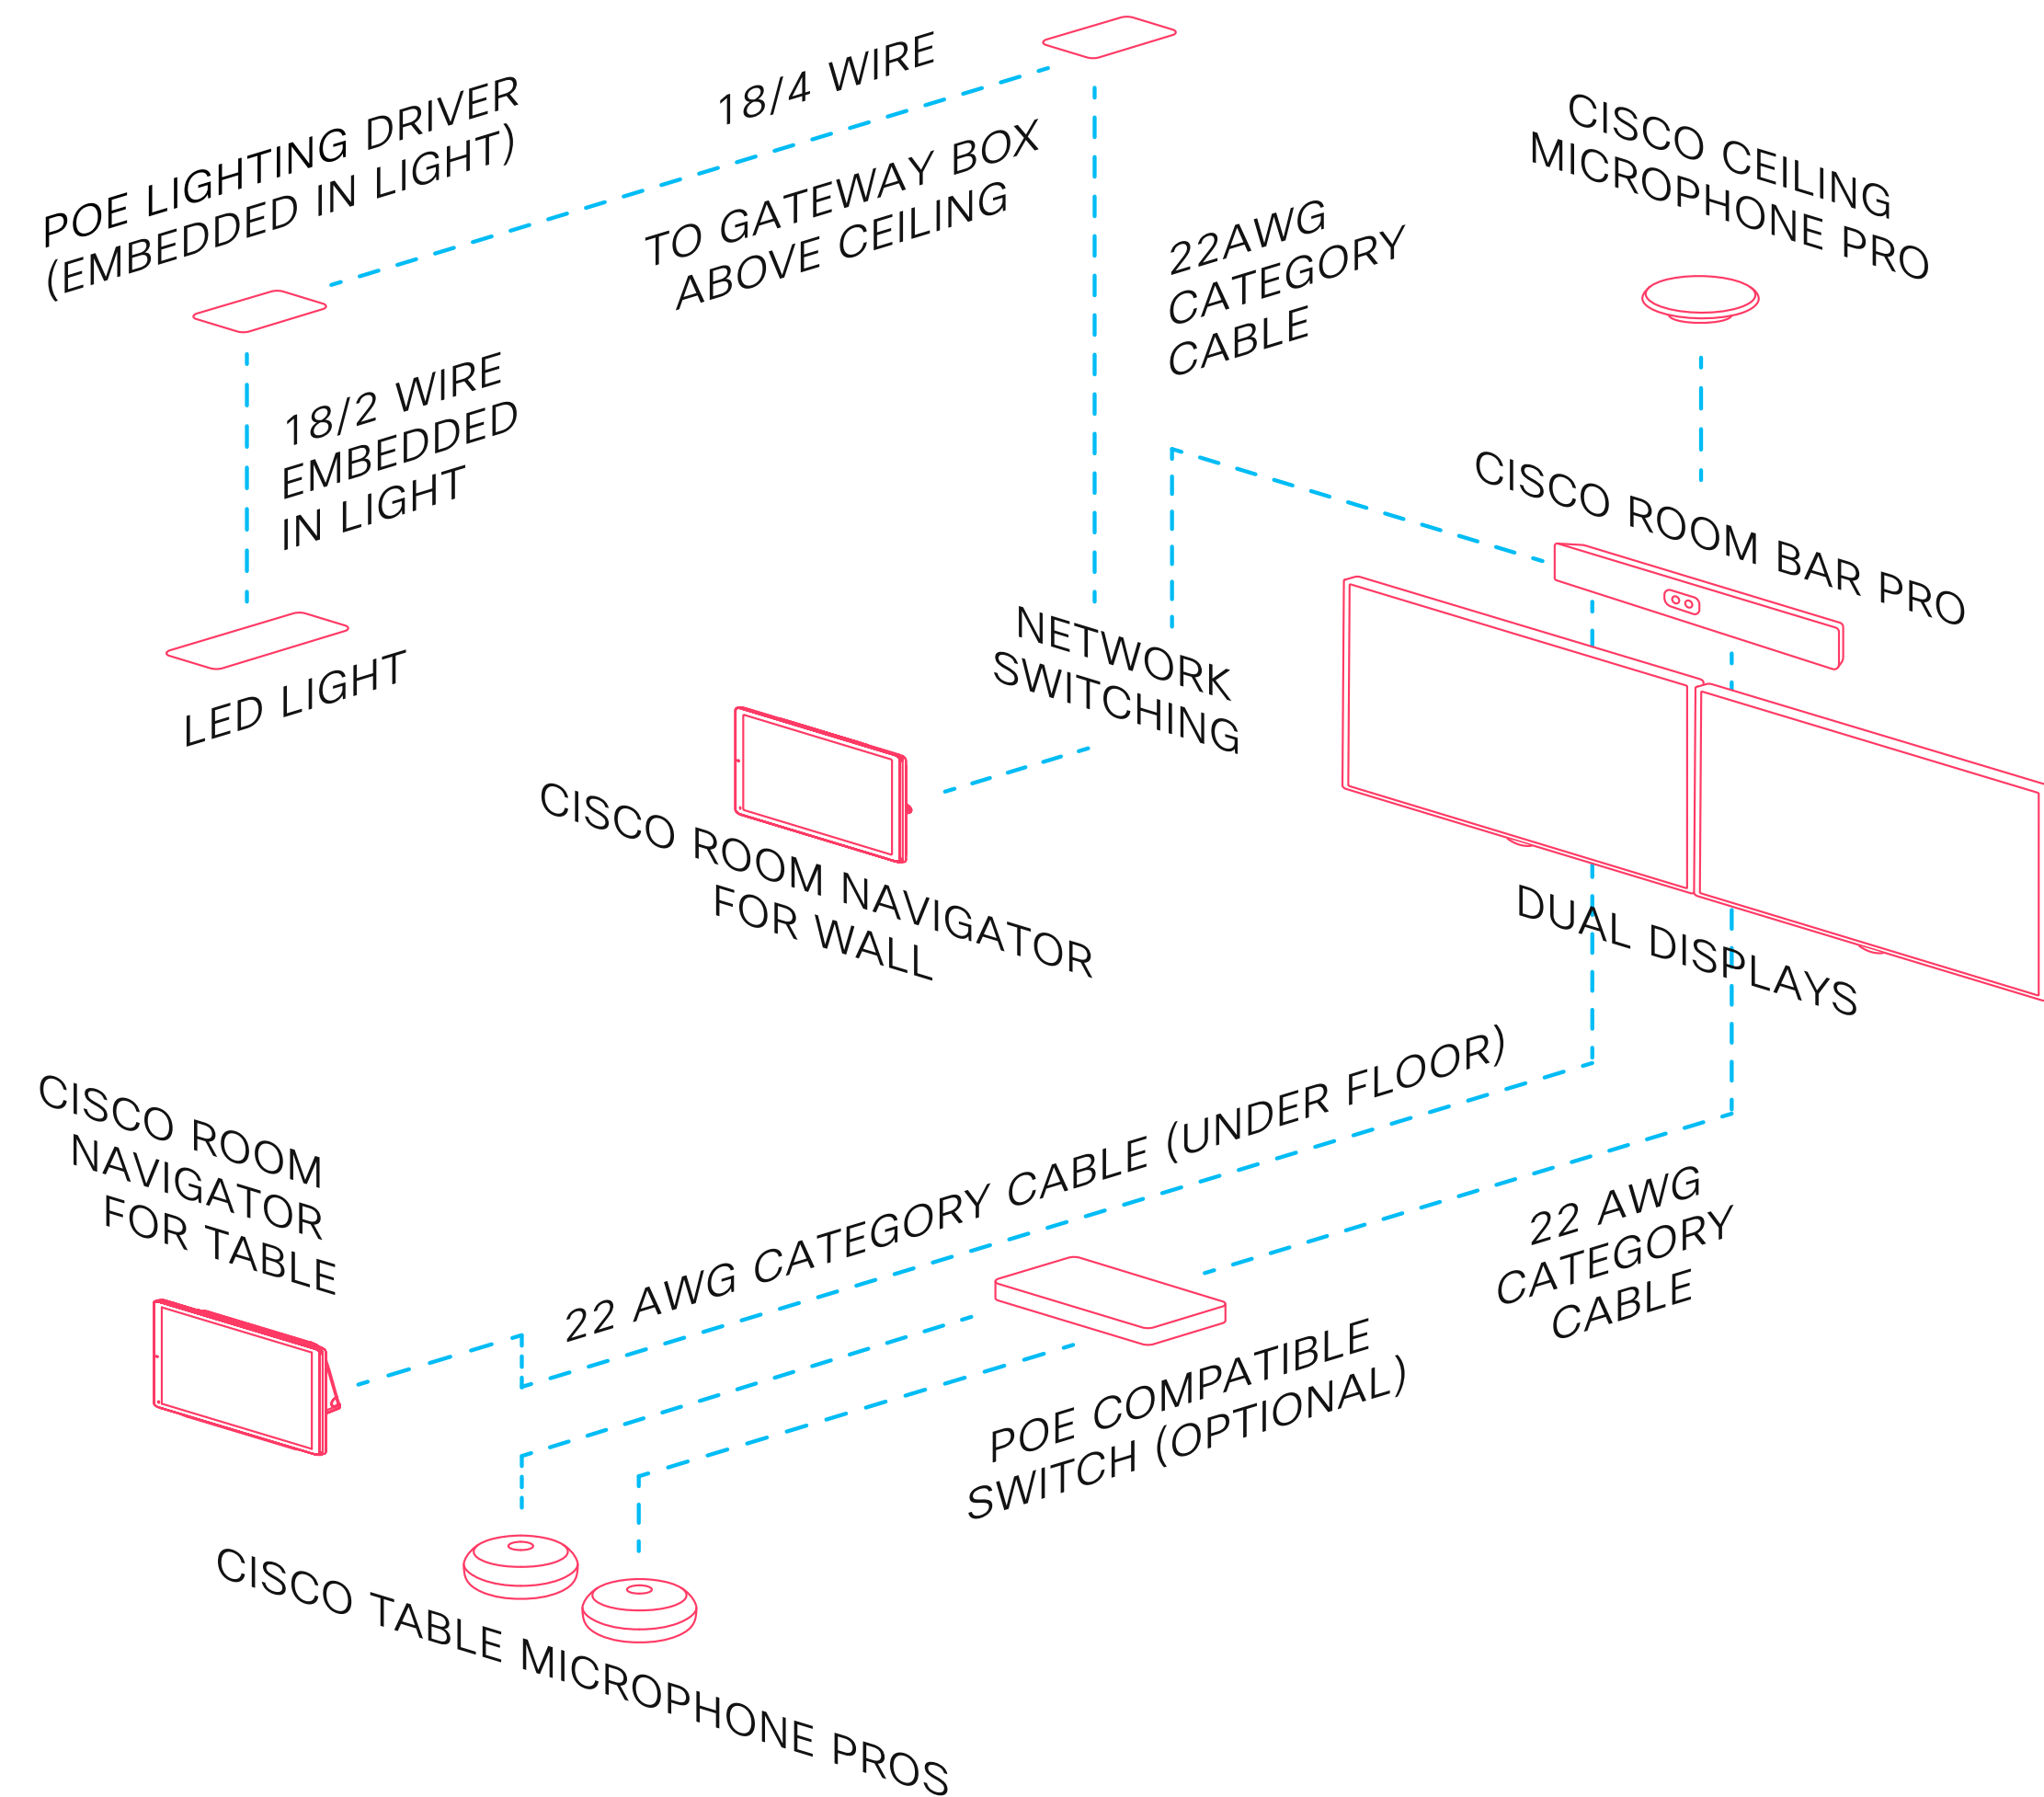 18/4 WIRE
POE LIGHTING DRIVER
(EMBEDDED IN LIGHT)
TO GATEWAY BOX
ABOVE CEILING
22AWG
CATEGORY
CABLE
CISCO CEILING
MICROPHONE PRO
18/2 WIRE
EMBEDDED
IN LIGHT
CISCO ROOM BAR PRO
LED LIGHT
NETWORK
SWITCHING
CISCO ROOM NAVIGATOR
FOR WALL
DUAL DISPLAYS
CISCO ROOM
NAVIGATOR
FOR TABLE
22 AWG CATEGORY CABLE (UNDER FLOOR)
22 AWG
CATEGORY
CABLE
POE COMPATIBLE
SWITCH (OPTIONAL)
CISCO TABLE MICROPHONE PROS